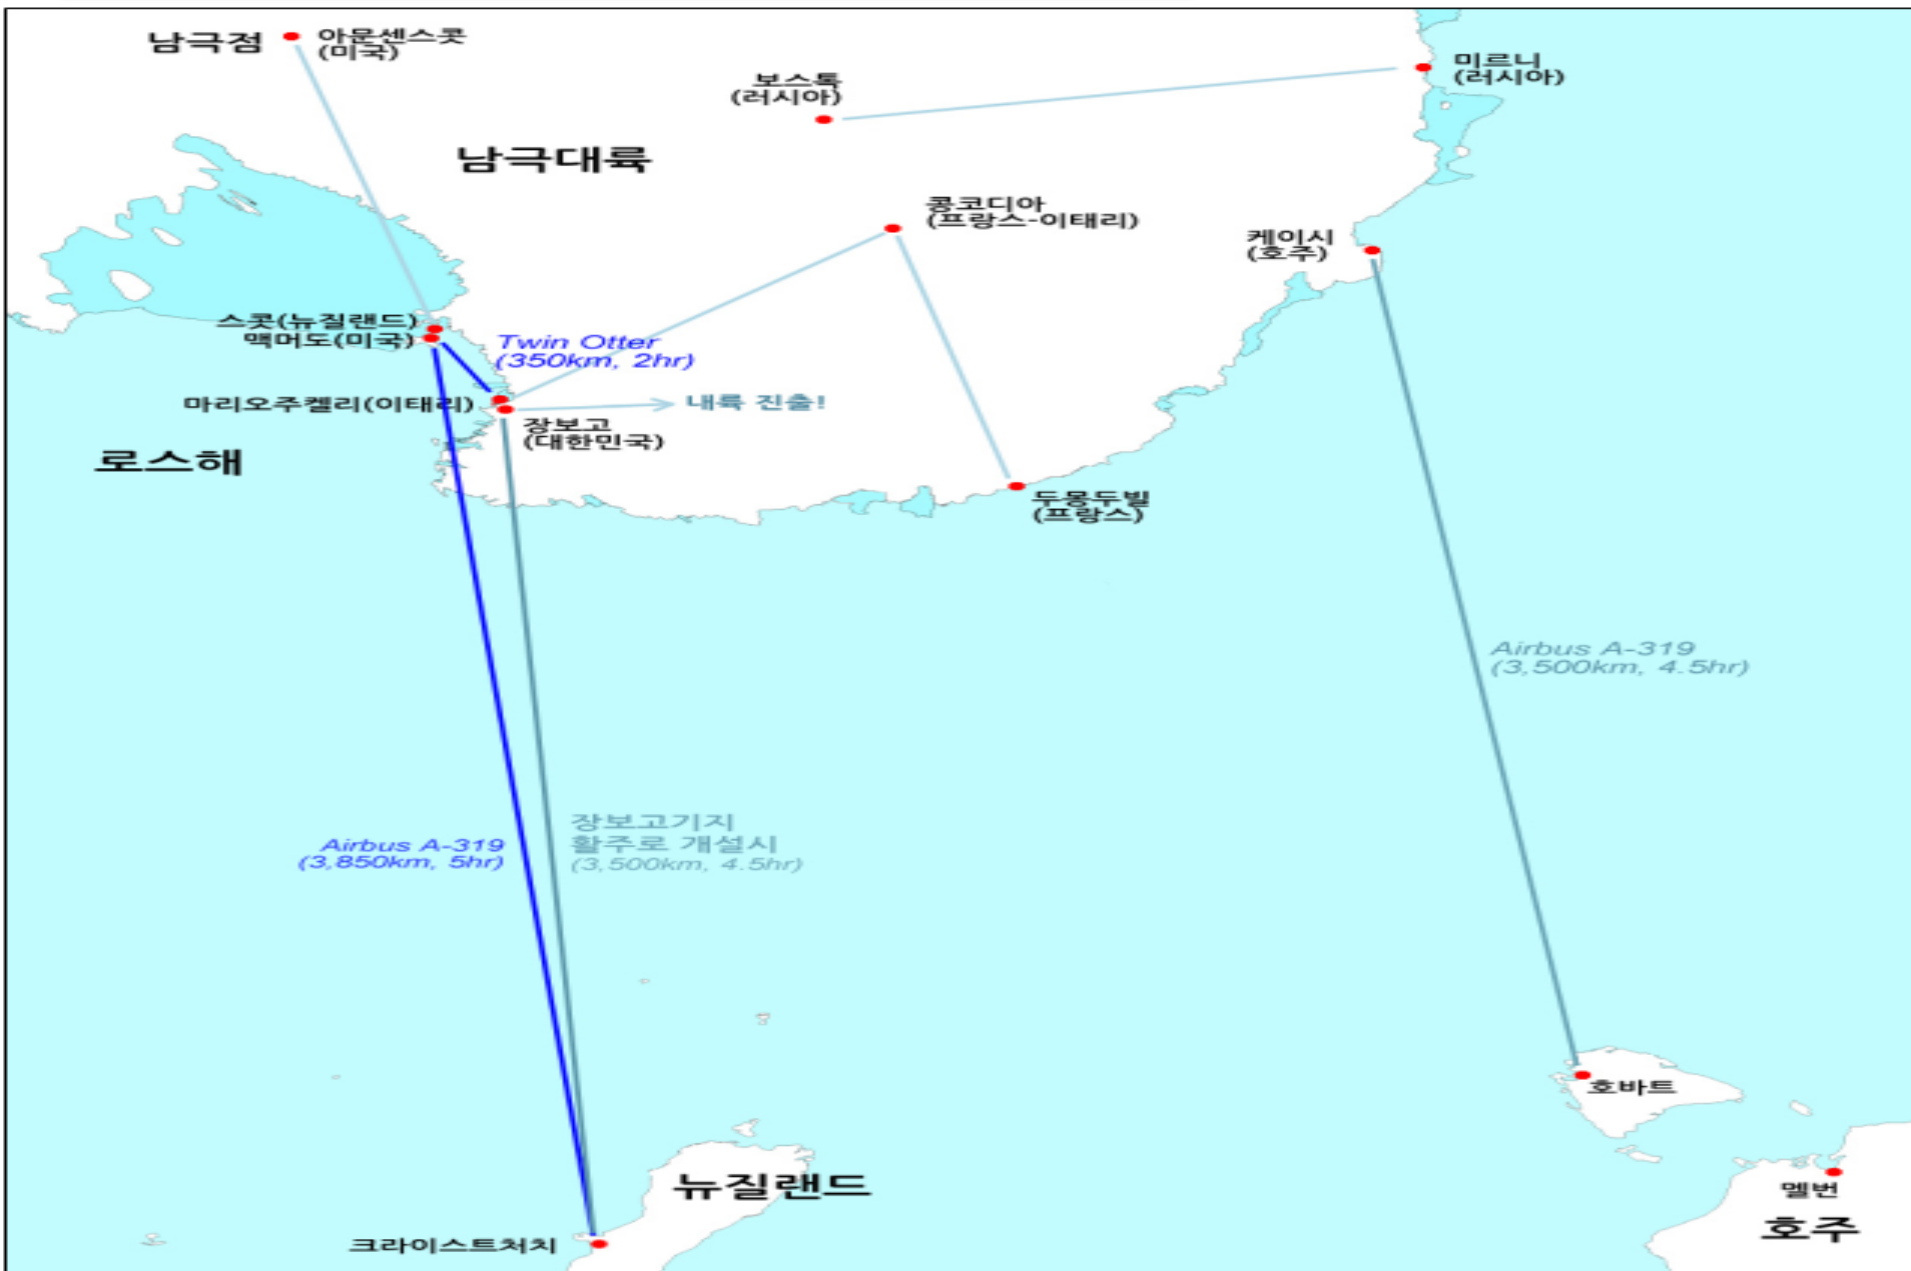 남극점
아문센스콧
(미국)
보스톡
(러시아)
미르니
(러시아)
남극대륙
콩코디아
(프랑스-이태리)
케이시
(호주)
스콧(뉴질랜드)
맥머도(미국)
Twin Otter
(350km, 2hr)
마리오주켈리(이태리)
내륙 진출!
장보고
(대한민국)
로스해
두몽두빌
(프랑스)
Airbus A-319
(3,500km, 4.5hr)
장보고기지
활주로 개설시
(3,500km, 4.5hr)
Airbus A-319
(3,850km, 5hr)
호바트
뉴질랜드
멜번
호주
크라이스트처치